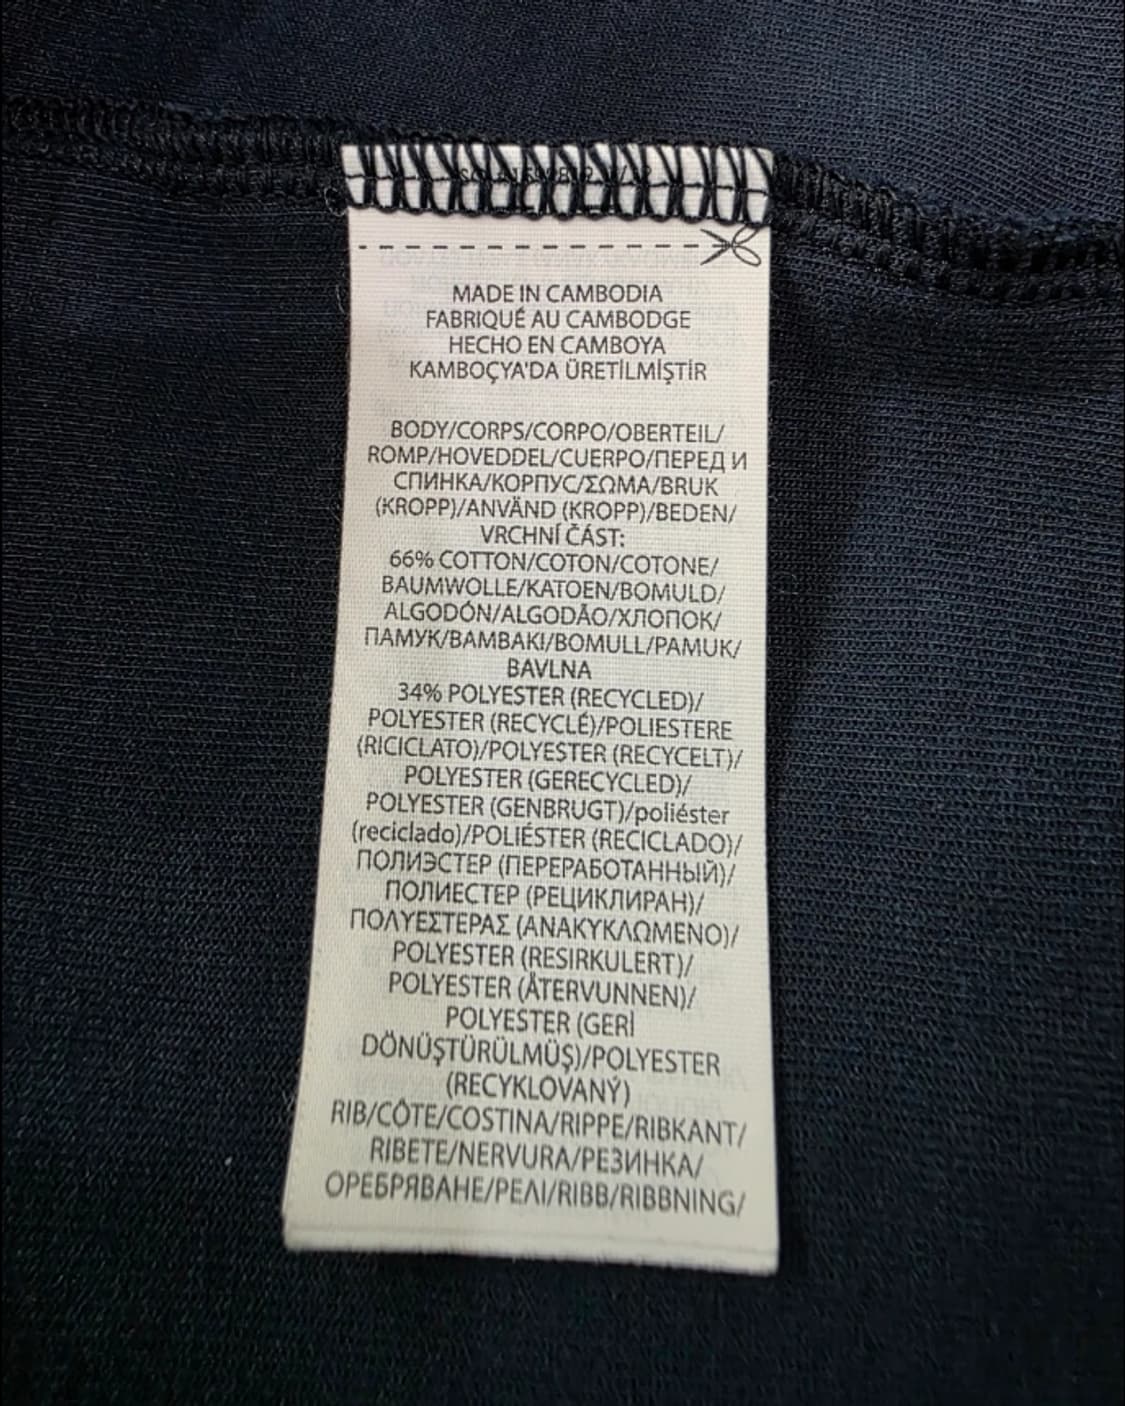 MADE IN CAMBODIA
FABRIQUÉ AU CAMBODGE
HECHO EN CAMBOYA
KAMBOÇYA'DA ÜRETİLMİŞTİR
BODY/CORPS/CORPO/OBERTEIL/
ROMP/HOVEDDEL/CUERPO/ПЕРЕД И
СПИНКА/КОРПУС/ΣΩΜΑ/BRUK
(KROPP)/ANVÄND (KROPP)/BEDEN/
VRCHNÍ ČÁST:
66% COTTON/COTON/COTONE/
BAUMWOLLE/KATOEN/BOMULD/
ALGODÓN/ALGODÃO/ХЛОПОК/
ПАМУК/ΒΑΜΒΑΚΙ/BOMULL/PAMUK/
BAVLNA
34% POLYESTER (RECYCLED)/
POLYESTER (RECYCLÉ)/POLIESTERE
(RICICLATO)/POLYESTER (RECYCELT)/
POLYESTER (GERECYCLED)/
POLYESTER (GENBRUGT)/poliéster
(reciclado)/POLIÉSTER (RECICLADO)/
ПОЛИЭСТЕР (ПЕРЕРАБОТАННЫЙ)/
ПОЛИЕСТЕР (РЕЦИКЛИРАН)/
ΠΟΛΥΕΣΤΕΡΑΣ (ΑΝΑΚΥΚΛΩΜΕΝΟ)/
POLYESTER (RESIRKULERT)/
POLYESTER (ÅTERVUNNEN)/
POLYESTER (GERİ
DÖNÜŞTÜRÜLMÜŞ)/POLYESTER
(RECYKLOVANÝ)
RIB/CÔTE/COSTINA/RIPPE/RIBKANT/
RIBETE/NERVURA/РЕЗИНКА/
ОРЕБРЯВАНЕ/ΡΕΛΙ/RIBB/RIBBNING/